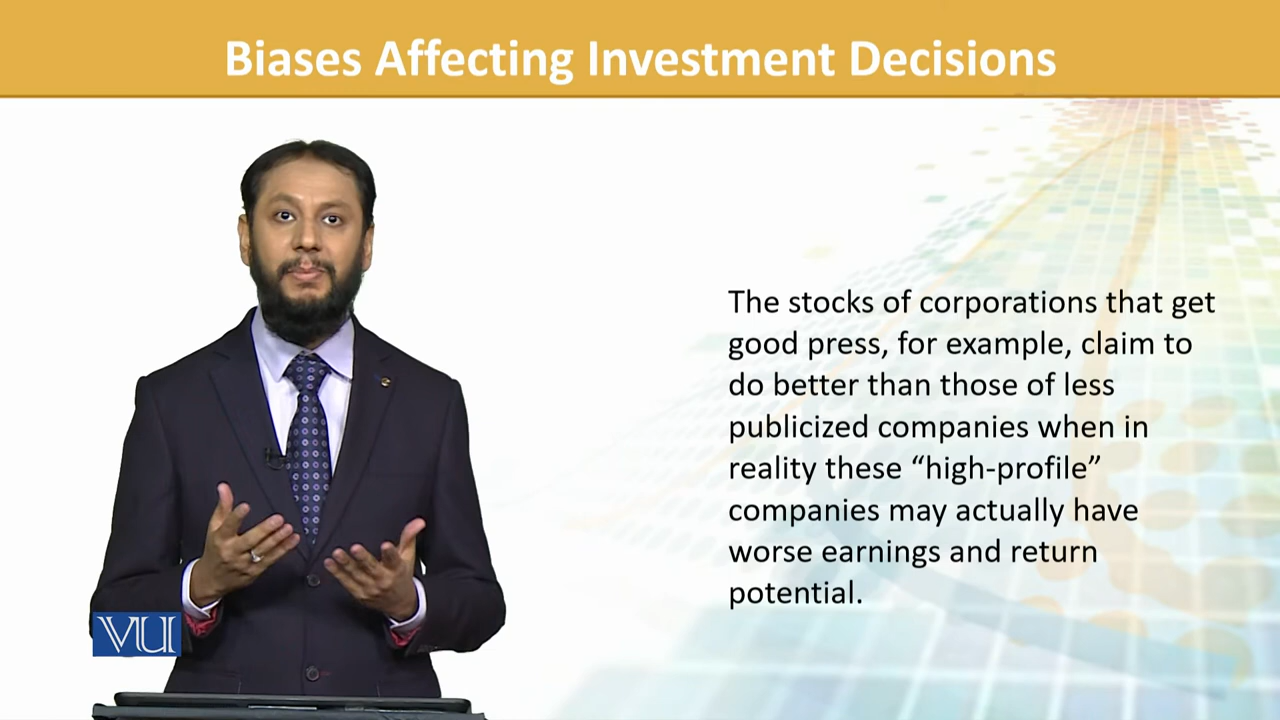 Biases Affecting Investment Decisions
The stocks of corporations that get
good press, for example, claim to
do better than those of less
publicized companies when in
reality these “high-profile”
companies may actually have
worse earnings and return
potential.
VU